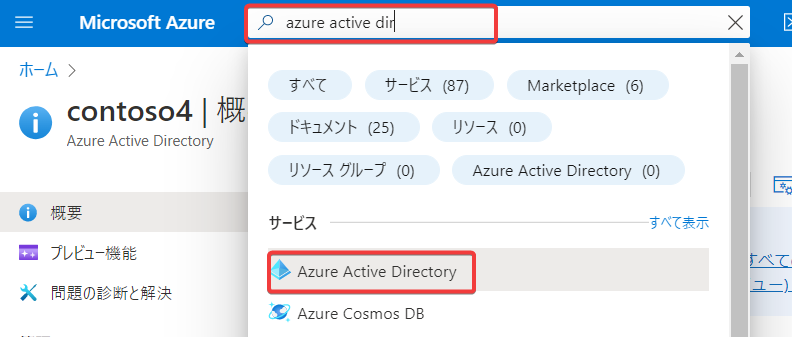 Microsoft Azure
azure active dir
ホーム
contoso4 | 概
Azure Active Directory
概要
プレビュー機能
問題の診断と解決
すべて
サービス (87)
Marketplace (6)
ドキュメント (25)
リソース (0)
リソース グループ (0)
Azure Active Directory (0)
サービス
すべて表示
Azure Active Directory
Azure Cosmos DB
すべての
ュー)